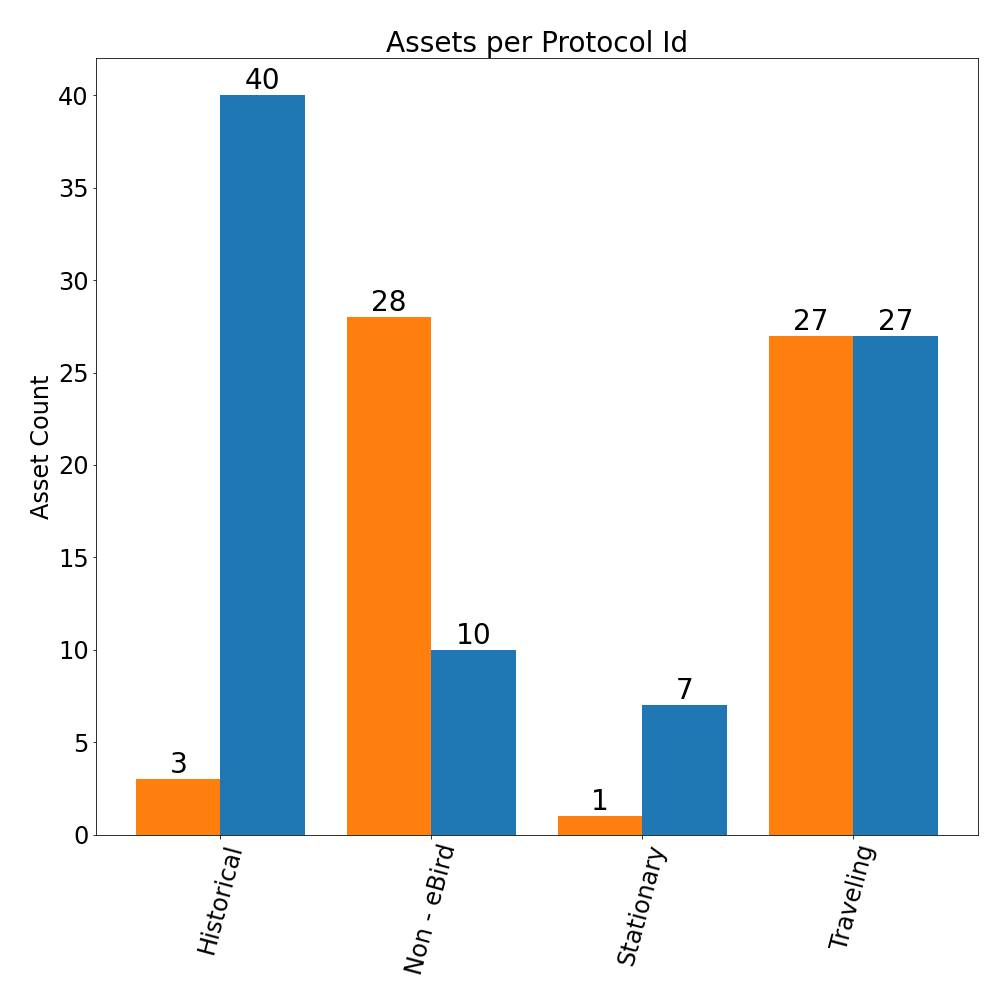 Assets per Protocol Id
Asset Count
40
35
30
25
20
15
10
5
0
3
40
28
10
1
7
27
27
Historical
Non - eBird
Stationary
Traveling